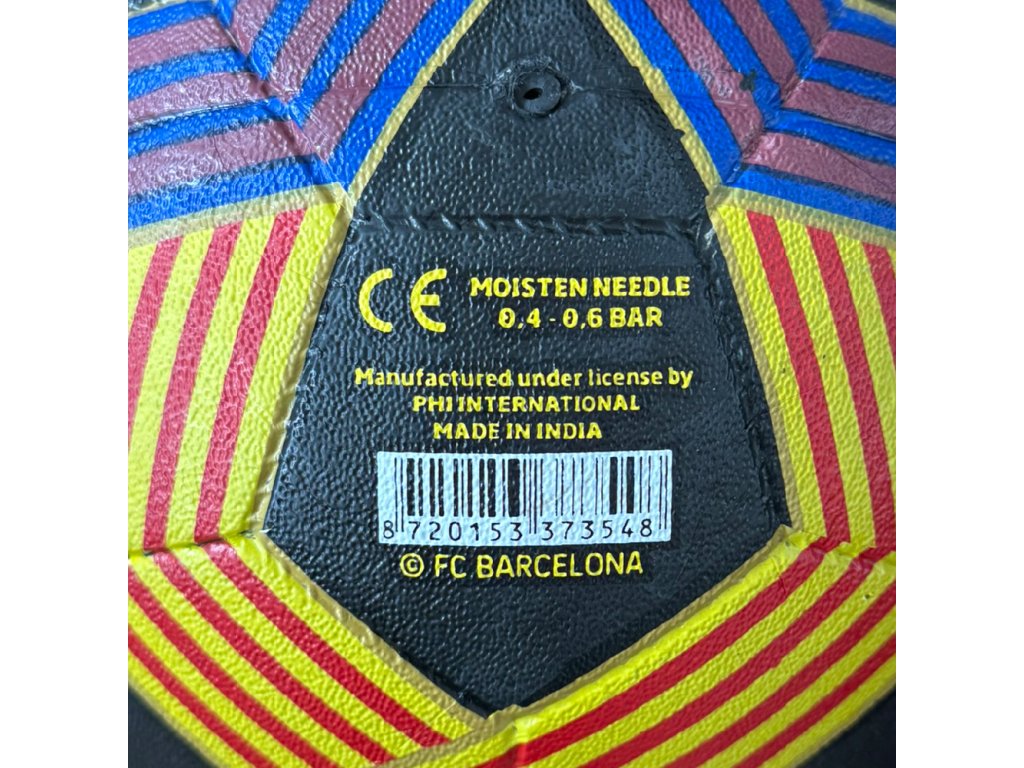 CE MOISTEN NEEDLE
0,4 - 0,6 BAR
Manufactured under license by
PHI INTERNATIONAL
MADE IN INDIA
8 720153 373548
© FC BARCELONA